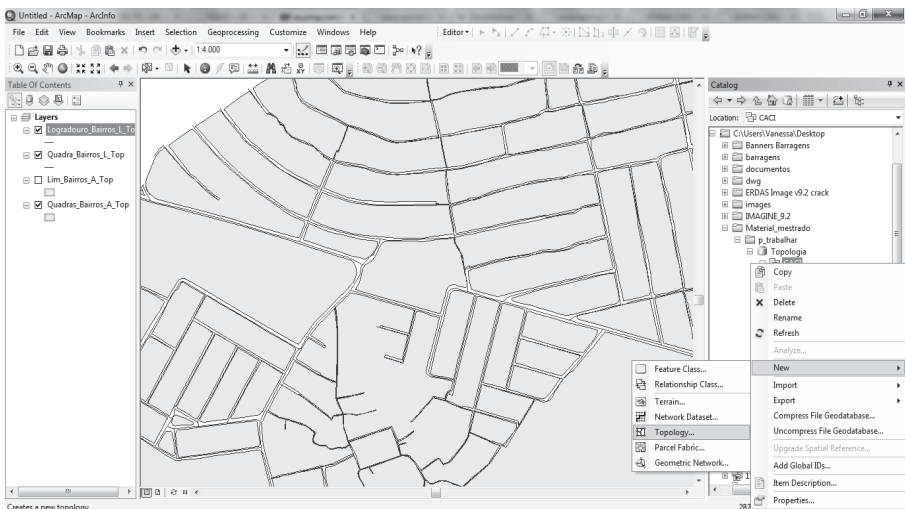 Untitled - ArcMap - ArcInfo
File Edit View Bookmarks Insert Selection Geoprocessing Customize Windows Help
Editor
1:4.000
Table Of Contents
Layers
Logradouro_Bairros_L_To
Quadra_Bairros_L_Top
Lim_Bairros_A_Top
Quadras_Bairros_A_Top
Catalog
Location: CACI
C:\Users\Vanessa\Desktop
Banners Barragens
barragens
documentos
dwg
ERDAS Image v9.2 crack
images
IMAGINE_9.2
Material_mestrado
p_trabalhar
Topologia
CACI
Copy
Paste
Delete
Rename
Refresh
Analyze...
New
Import
Export
Compress File Geodatabase...
Uncompress File Geodatabase...
Upgrade Spatial Reference...
Add Global IDs...
Item Description...
Properties...
Feature Class...
Relationship Class...
Terrain...
Network Dataset...
Topology...
Parcel Fabric...
Geometric Network...
Creates a new topology.